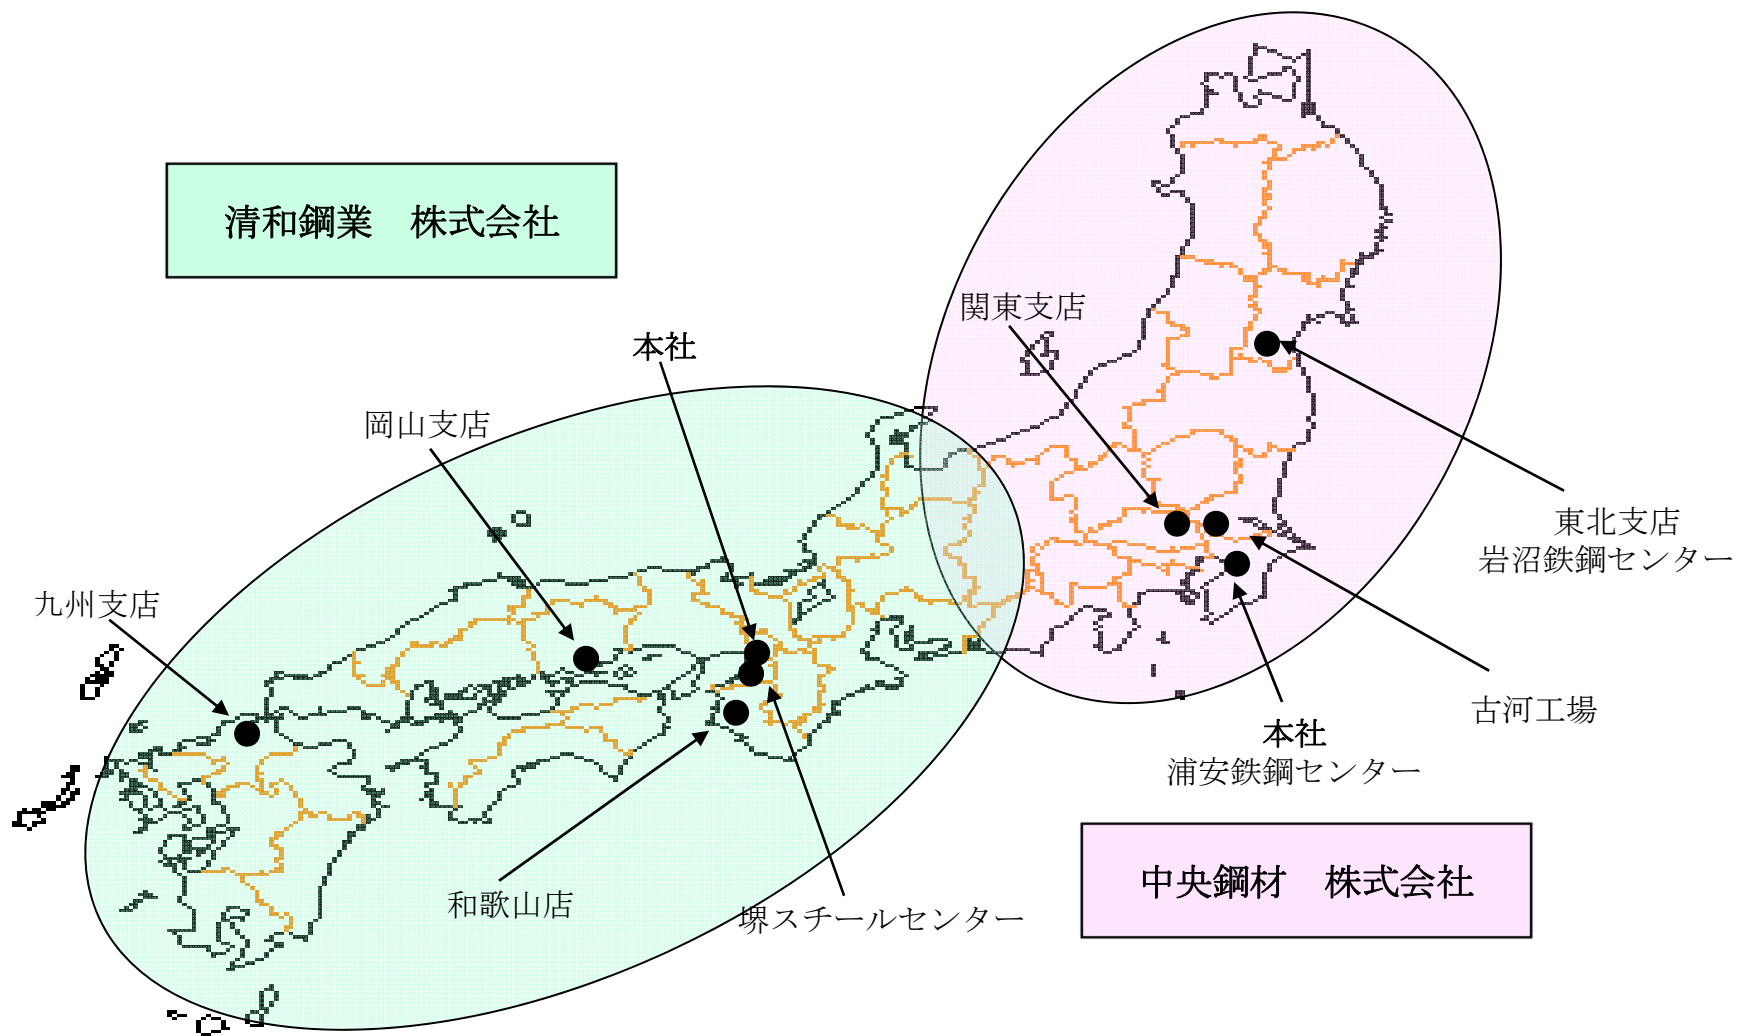 清和鋼業　株式会社
関東支店
本社
岡山支店
東北支店
岩沼鉄鋼センター
九州支店
古河工場
本社
浦安鉄鋼センター
中央鋼材　株式会社
和歌山店
堺スチールセンター